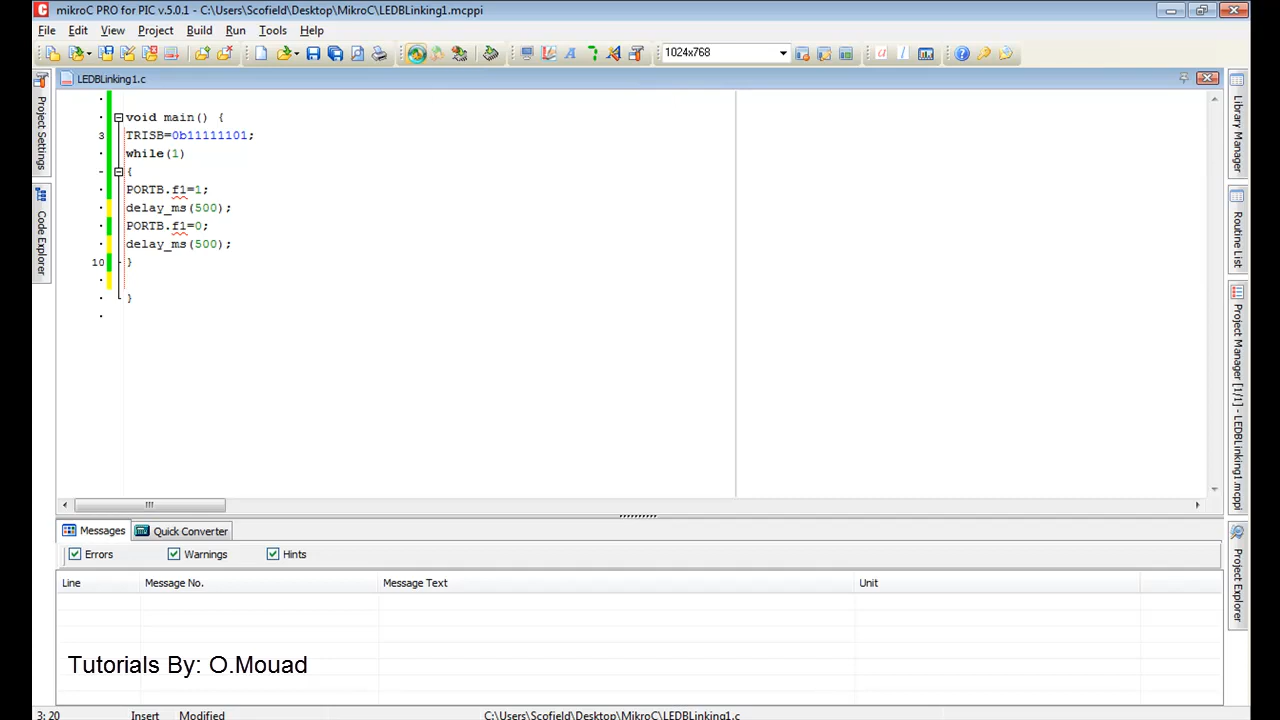 mikroC PRO for PIC v.5.0.1 - C:\Users\Scofield\Desktop\MikroC\LEDBLinking1.mcppi
File Edit View Project Build Run Tools Help
1024x768
LEDBLinking1.c
void main() {
3 TRISB=0b11111101;
while(1)
{
PORTB.f1=1;
delay_ms(500);
PORTB.f1=0;
delay_ms(500);
10 }
}
Project Settings
Code Explorer
Library Manager
Routine List
Project Manager [1/1] - LEDBLinking1.mcppi
Project Explorer
Messages Quick Converter
Errors Warnings Hints
Line Message No. Message Text Unit
Tutorials By: O.Mouad
3: 20 Insert Modified C:\Users\Scofield\Desktop\MikroC\LEDBLinking1.c